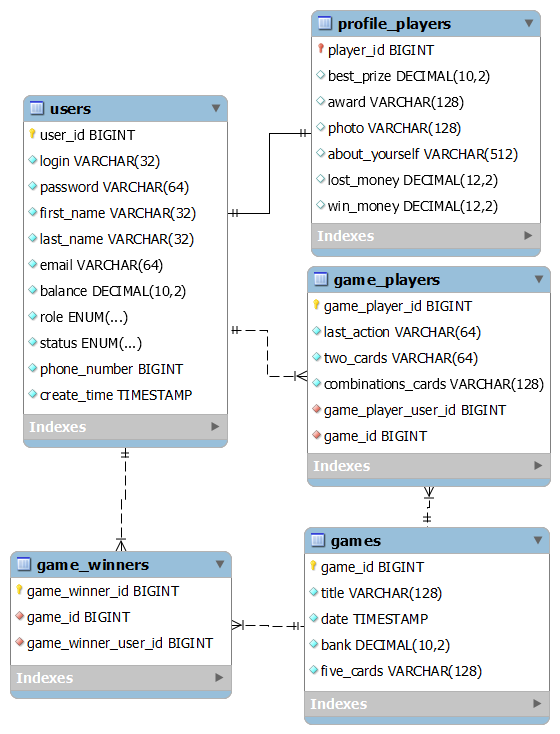 profile_players
player_id BIGINT
best_prize DECIMAL(10,2)
award VARCHAR(128)
photo VARCHAR(128)
about_yourself VARCHAR(512)
lost_money DECIMAL(12,2)
win_money DECIMAL(12,2)
Indexes
users
user_id BIGINT
login VARCHAR(32)
password VARCHAR(64)
first_name VARCHAR(32)
last_name VARCHAR(32)
email VARCHAR(64)
balance DECIMAL(10,2)
role ENUM(...)
status ENUM(...)
phone_number BIGINT
create_time TIMESTAMP
Indexes
game_players
game_player_id BIGINT
last_action VARCHAR(64)
two_cards VARCHAR(64)
combinations_cards VARCHAR(128)
game_player_user_id BIGINT
game_id BIGINT
Indexes
game_winners
game_winner_id BIGINT
game_id BIGINT
game_winner_user_id BIGINT
Indexes
games
game_id BIGINT
title VARCHAR(128)
date TIMESTAMP
bank DECIMAL(10,2)
five_cards VARCHAR(128)
Indexes